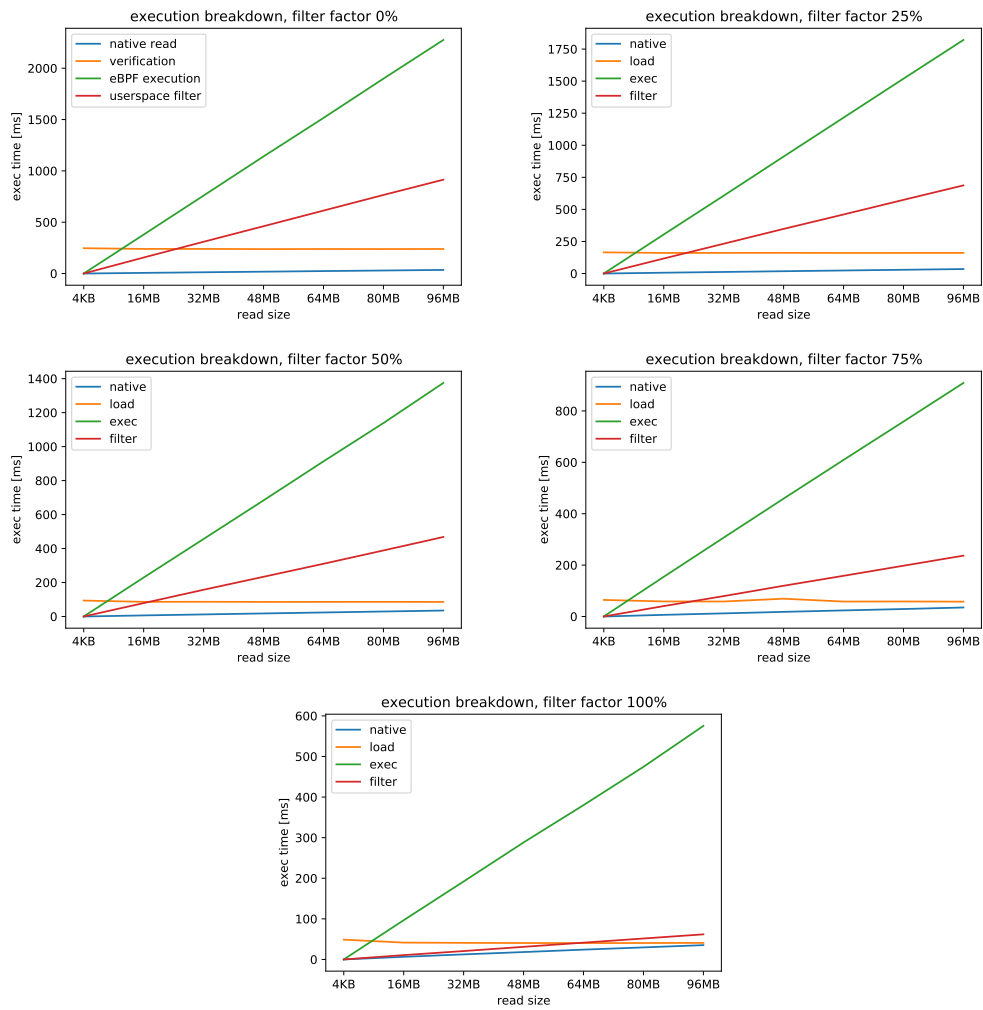 execution breakdown, filter factor 0%
2000
1500
1000
500
0
exec time [ms]
native read
verification
eBPF execution
userspace filter
4KB 16MB 32MB 48MB 64MB 80MB 96MB
read size
execution breakdown, filter factor 25%
1750
1500
1250
1000
750
500
250
0
exec time [ms]
native
load
exec
filter
4KB 16MB 32MB 48MB 64MB 80MB 96MB
read size
execution breakdown, filter factor 50%
1400
1200
1000
800
600
400
200
0
exec time [ms]
native
load
exec
filter
4KB 16MB 32MB 48MB 64MB 80MB 96MB
read size
execution breakdown, filter factor 75%
800
600
400
200
0
exec time [ms]
native
load
exec
filter
4KB 16MB 32MB 48MB 64MB 80MB 96MB
read size
execution breakdown, filter factor 100%
600
500
400
300
200
100
0
exec time [ms]
native
load
exec
filter
4KB 16MB 32MB 48MB 64MB 80MB 96MB
read size